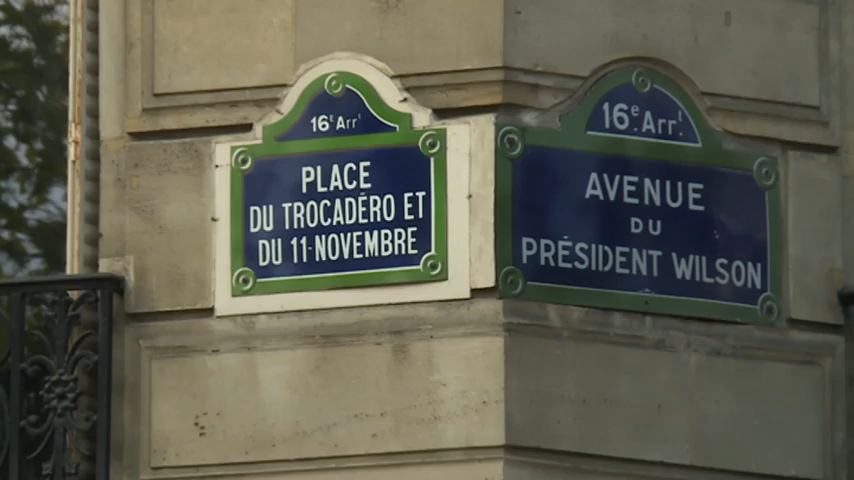 16ᴱ Arrᵗ
PLACE
DU TROCADÉRO ET
DU 11·NOVEMBRE
16ᵉ Arrᵗ.
AVENUE
DU
PRÉSIDENT WILSON